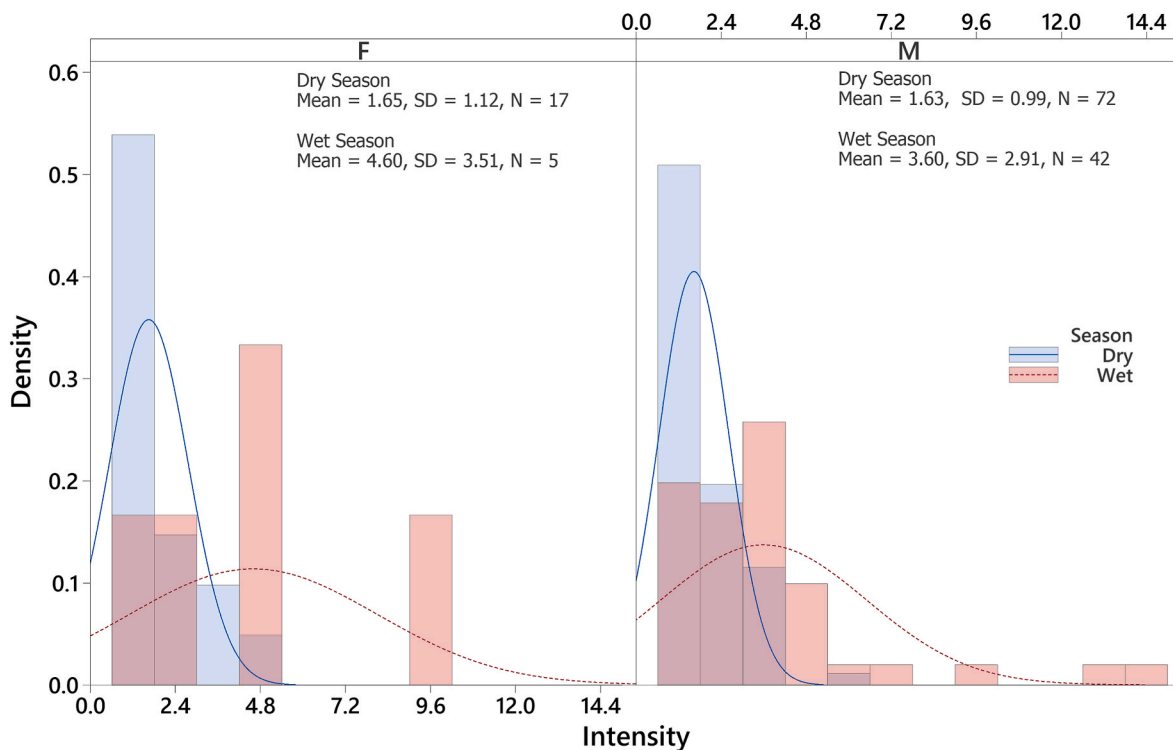 0.0 2.4 4.8 7.2 9.6 12.0 14.4
F M
Dry Season
Mean = 1.65, SD = 1.12, N = 17
Wet Season
Mean = 4.60, SD = 3.51, N = 5
Dry Season
Mean = 1.63, SD = 0.99, N = 72
Wet Season
Mean = 3.60, SD = 2.91, N = 42
Season
Dry
Wet
Density
0.6
0.5
0.4
0.3
0.2
0.1
0.0
0.0 2.4 4.8 7.2 9.6 12.0 14.4
Intensity